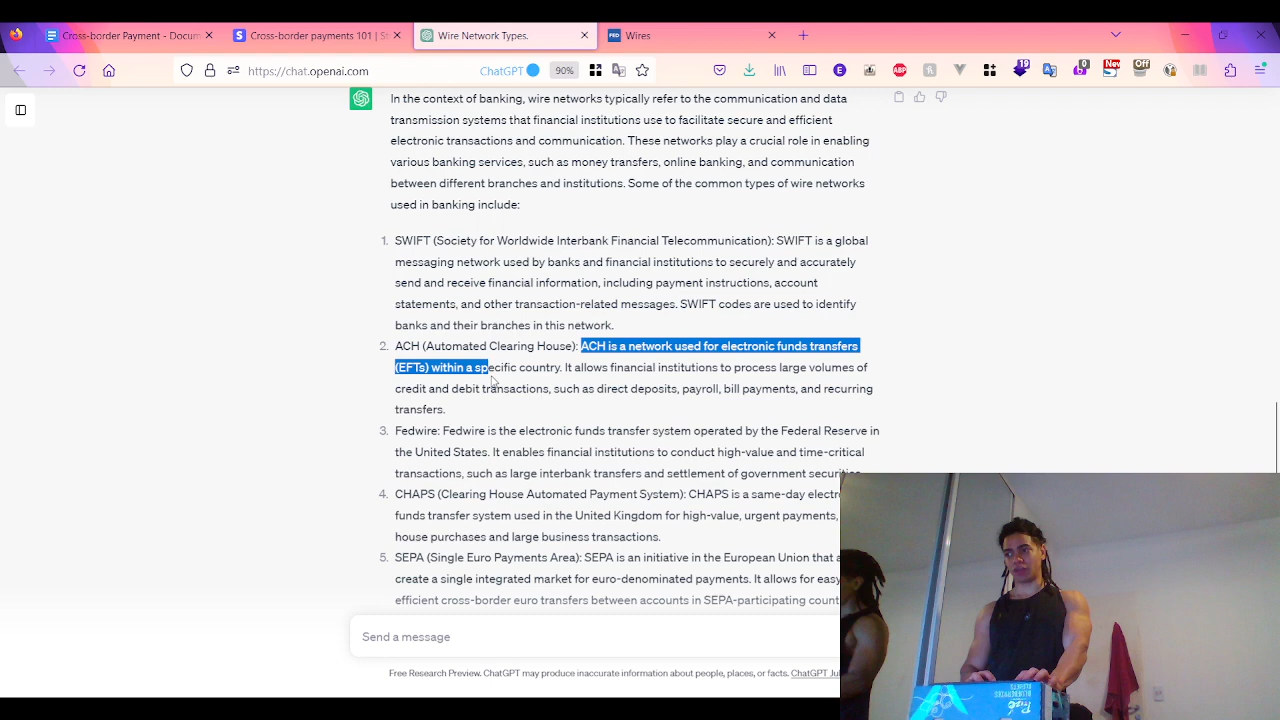 Cross-border Payment - Docum
Cross-border payments 101 | St
Wire Network Types.
FED
Wires
https://chat.openai.com
ChatGPT
90%
E
ABP
19
0
New
Off
In the context of banking, wire networks typically refer to the communication and data
transmission systems that financial institutions use to facilitate secure and efficient
electronic transactions and communication. These networks play a crucial role in enabling
various banking services, such as money transfers, online banking, and communication
between different branches and institutions. Some of the common types of wire networks
used in banking include:
1. SWIFT (Society for Worldwide Interbank Financial Telecommunication): SWIFT is a global
messaging network used by banks and financial institutions to securely and accurately
send and receive financial information, including payment instructions, account
statements, and other transaction-related messages. SWIFT codes are used to identify
banks and their branches in this network.
2. ACH (Automated Clearing House): ACH is a network used for electronic funds transfers
(EFTs) within a specific country. It allows financial institutions to process large volumes of
credit and debit transactions, such as direct deposits, payroll, bill payments, and recurring
transfers.
3. Fedwire: Fedwire is the electronic funds transfer system operated by the Federal Reserve in
the United States. It enables financial institutions to conduct high-value and time-critical
transactions, such as large interbank transfers and settlement of government securities.
4. CHAPS (Clearing House Automated Payment System): CHAPS is a same-day electr
funds transfer system used in the United Kingdom for high-value, urgent payments,
house purchases and large business transactions.
5. SEPA (Single Euro Payments Area): SEPA is an initiative in the European Union that a
create a single integrated market for euro-denominated payments. It allows for easy
efficient cross-border euro transfers between accounts in SEPA-participating count
Send a message
Free Research Preview. ChatGPT may produce inaccurate information about people, places, or facts. ChatGPT Jul